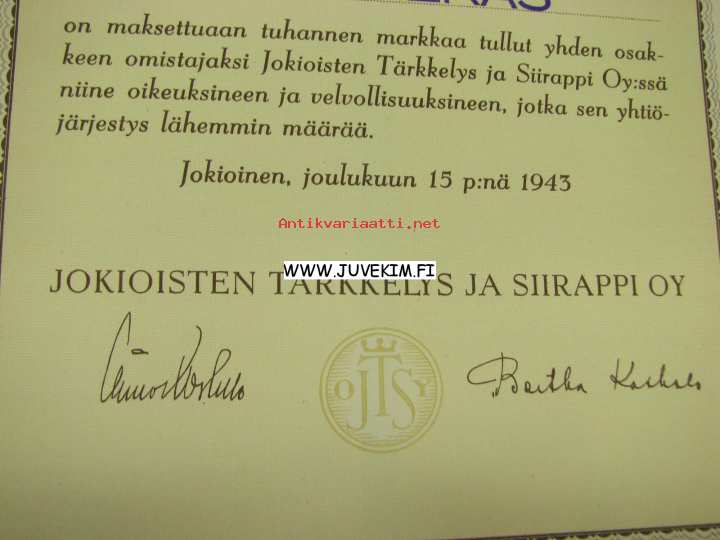 on maksettuaan tuhannen markkaa tullut yhden osak-
keen omistajaksi Jokioisten Tärkkelys ja Siirappi Oy:ssä
niine oikeuksineen ja velvollisuuksineen, jotka sen yhtiö-
järjestys lähemmin määrää.
Jokioinen, joulukuun 15 p:nä 1943
Antikvariaatti.net
WWW.JUVEKIM.FI
JOKIOISTEN TÄRKKELYS JA SIIRAPPI OY
O JTS Y
Bertha